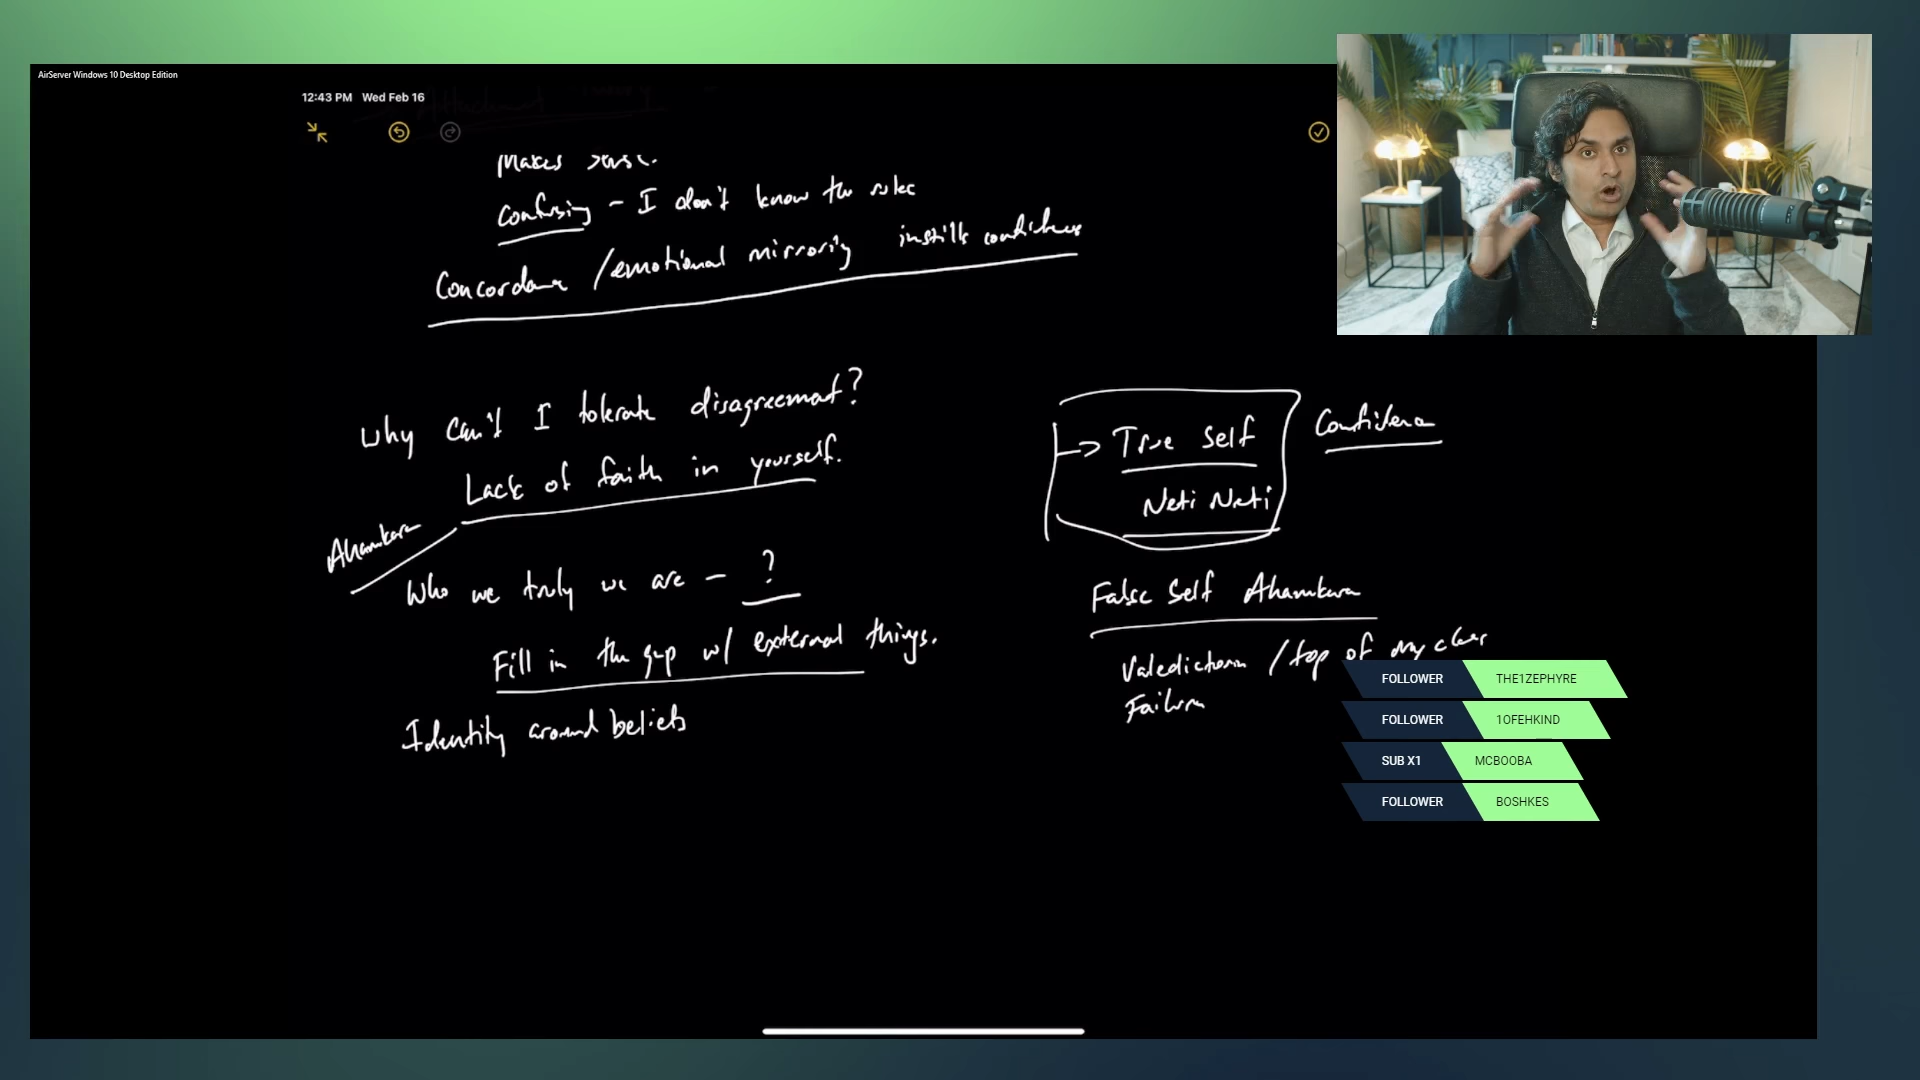 AirServer Windows 10 Desktop Edition
12:43 PM Wed Feb 16
Makes sense.
Confusing - I don't know the rules
Concordance / emotional mirroring instills confidence
Why can't I tolerate disagreement?
Lack of faith in yourself.
Ahamkara
Who we truly we are - ?
Fill in the gap w/ external things.
Identity around beliefs
→ True Self
Neti Neti
Confidence
False Self Ahamkara
Valedictorian / top of my class
Failure
FOLLOWER THE1ZEPHYRE
FOLLOWER 1OFEHKIND
SUB X1 MCBOOBA
FOLLOWER BOSHKES